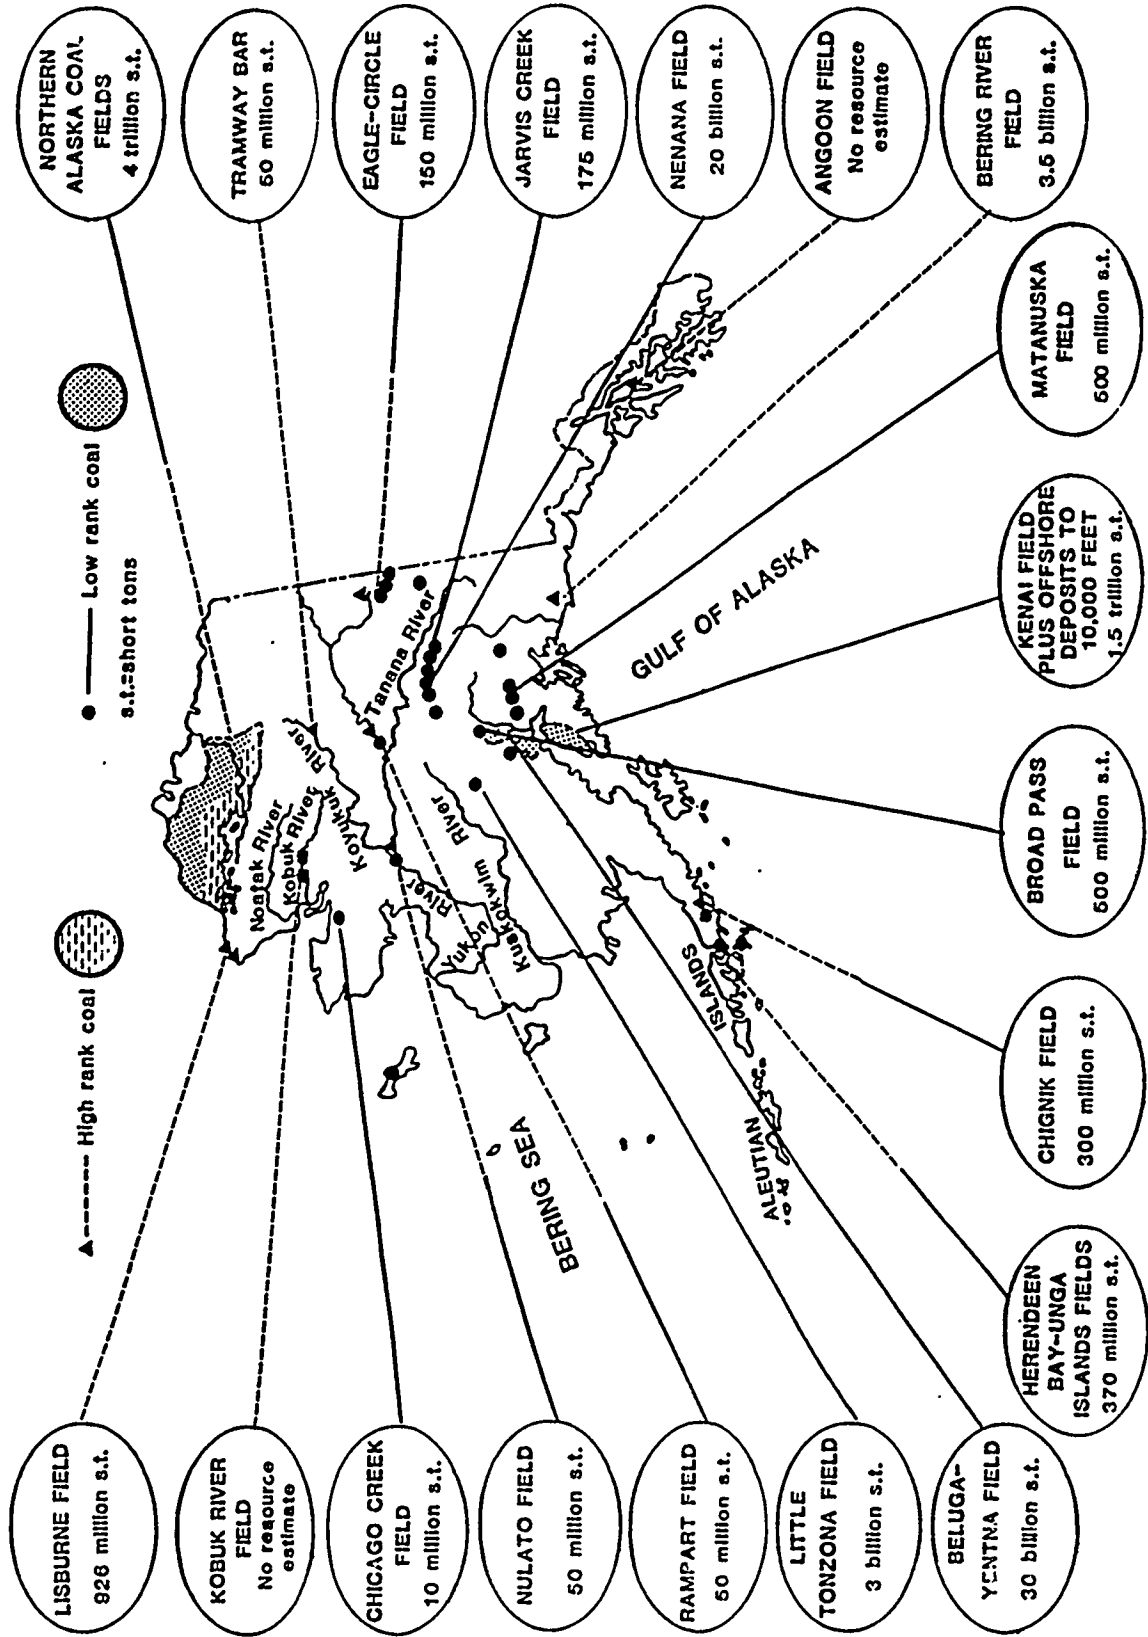 NORTHERN
ALASKA COAL
FIELDS
4 trillion s.t.
TRAMWAY BAR
50 million s.t.
EAGLE-CIRCLE
FIELD
150 million s.t.
JARVIS CREEK
FIELD
175 million s.t.
NENANA FIELD
20 billion s.t.
ANGOON FIELD
No resource
estimate
BERING RIVER
FIELD
3.5 billion s.t.
MATANUSKA
FIELD
500 million s.t.
KENAI FIELD
PLUS OFFSHORE
DEPOSITS TO
10,000 FEET
1.5 trillion s.t.
BROAD PASS
FIELD
500 million s.t.
CHIGNIK FIELD
300 million s.t.
HERENDEEN
BAY-UNGA
ISLANDS FIELDS
370 million s.t.
BELUGA-
YENTNA FIELD
30 billion s.t.
LITTLE
TONZONA FIELD
3 billion s.t.
RAMPART FIELD
50 million s.t.
NULATO FIELD
50 million s.t.
CHICAGO CREEK
FIELD
10 million s.t.
KOBUK RIVER
FIELD
No resource
estimate
LISBURNE FIELD
926 million s.t.
High rank coal
Low rank coal
s.t.=short tons
Noatak River
Kobuk River
Koyukuk River
Tanana River
Yukon River
Kuskokwim River
GULF OF ALASKA
BERING SEA
ALEUTIAN ISLANDS